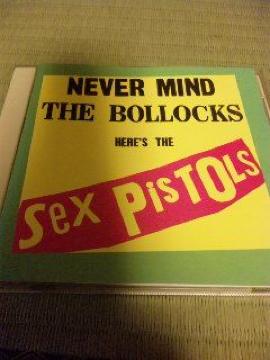 NEVER MIND
THE BOLLOCKS
HERE'S THE
Sex PiSTOLs